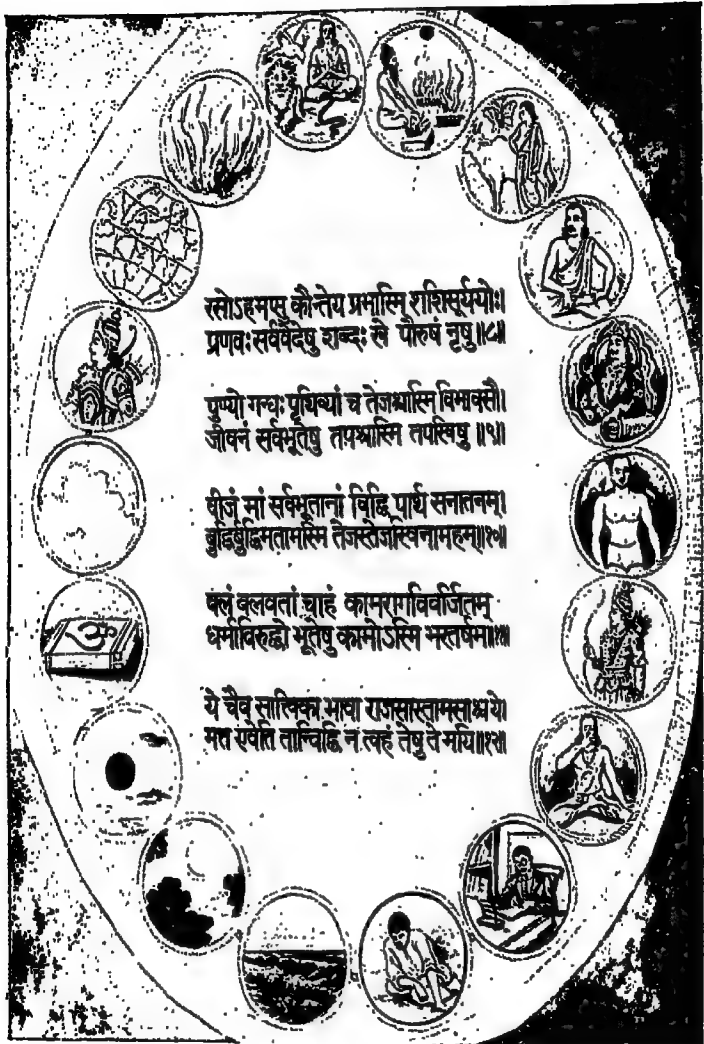 रसोऽहमप्सु कौन्तेय प्रभास्मि शशिसूर्ययोः।
प्रणवः सर्ववेदेषु शब्दः खे पौरुषं नृषु॥८॥
पुण्यो गन्धः पृथिव्यां च तेजश्चास्मि विभावसौ।
जीवनं सर्वभूतेषु तपश्चास्मि तपस्विषु॥९॥
बीजं मां सर्वभूतानां विद्धि पार्थ सनातनम्।
बुद्धिर्बुद्धिमतामस्मि तेजस्तेजस्विनामहम्॥१०॥
बलं बलवतां चाहं कामरागविवर्जितम्
धर्माविरुद्धो भूतेषु कामोऽस्मि भरतर्षभ॥११॥
ये चैव सात्त्विका भावा राजसास्तामसाश्च ये।
मत्त एवेति तान्विद्धि न त्वहं तेषु ते मयि॥१२॥
ॐ